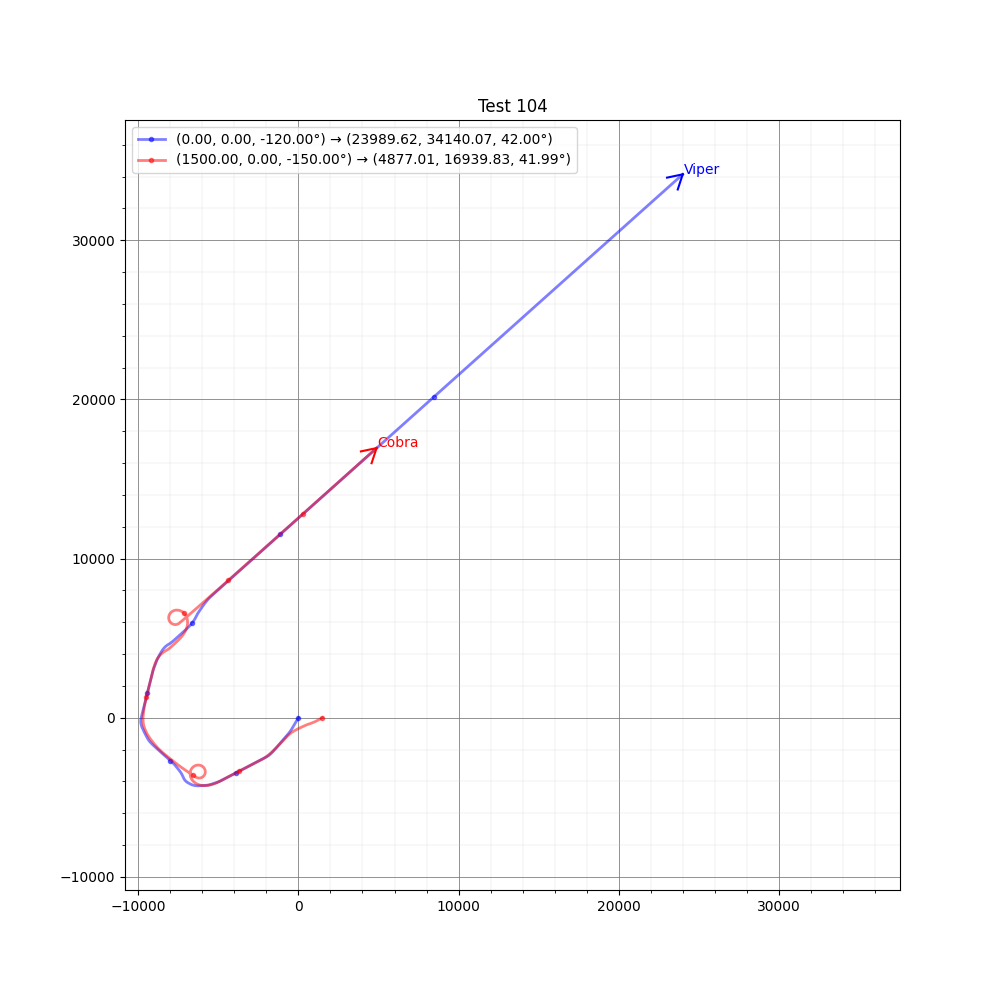 Test 104
(0.00, 0.00, -120.00°) → (23989.62, 34140.07, 42.00°)
(1500.00, 0.00, -150.00°) → (4877.01, 16939.83, 41.99°)
Viper
30000
20000
Cobra
10000
0
−10000
−10000 0 10000 20000 30000